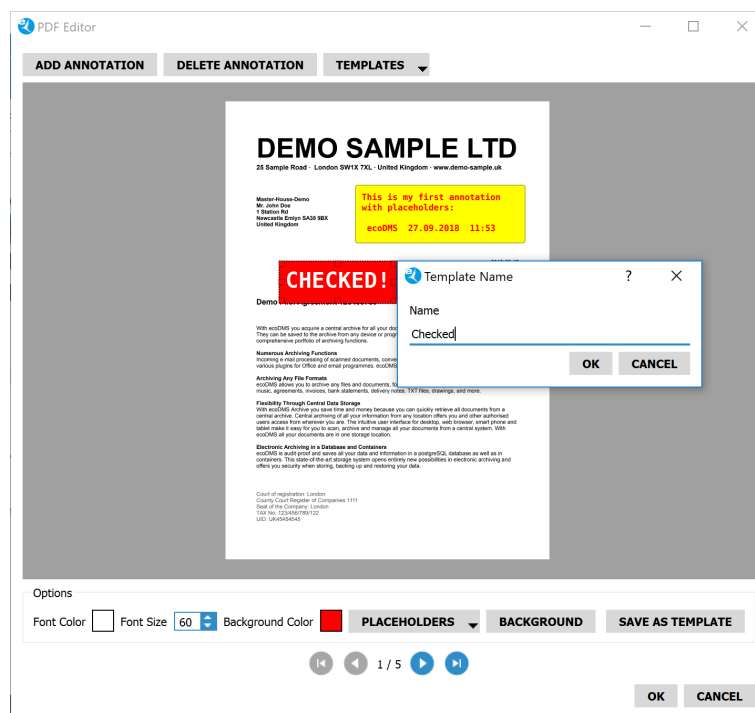 PDF Editor
ADD ANNOTATION DELETE ANNOTATION TEMPLATES
DEMO SAMPLE LTD
25 Sample Road · London SW1X 7XL · United Kingdom · www.demo-sample.uk
Master-House-Demo
Mr. John Doe
1 Station Rd
Newcastle Emlyn SA38 9BX
United Kingdom
This is my first annotation
with placeholders:
ecoDMS 27.09.2018 11:53
CHECKED!
Template Name ?
Name
Checked
OK CANCEL
Demo
With ecoDMS you acquire a central archive for all your
They can be saved to the archive from any device or
comprehensive portfolio of archiving functions.
Numerous Archiving Functions
Incoming e-mail processing of scanned documents,
various plugins for Office and email programmes. ecoDMS
Archiving Any File Formats
ecoDMS allows you to archive any files and documents,
music, agreements, invoices, bank statements, delivery notes, TXT files, drawings, and more.
Flexibility Through Central Data Storage
With ecoDMS Archive you save time and money because you can quickly retrieve all documents from a
central archive. Central archiving of all your information from any location offers you and other authorised
users access from wherever you are. The intuitive user interface for desktop, web browser, smart phone and
tablet make it easy for you to scan, archive and manage all your documents from a central system. With
ecoDMS all your documents are in one storage location.
Electronic Archiving in a Database and Containers
ecoDMS is audit-proof and saves all your data and information in a postgreSQL database as well as in
containers. This state-of-the-art storage system opens entirely new possibilities in electronic archiving and
offers you security when storing, backing up and restoring your data.
Court of registration: London
County Court Register of Companies 1111
Seat of the Company: London
TAX No: 123/456/789/122
UID: UK45454545
Options
Font Color Font Size 60 Background Color PLACEHOLDERS BACKGROUND SAVE AS TEMPLATE
1 / 5
OK CANCEL